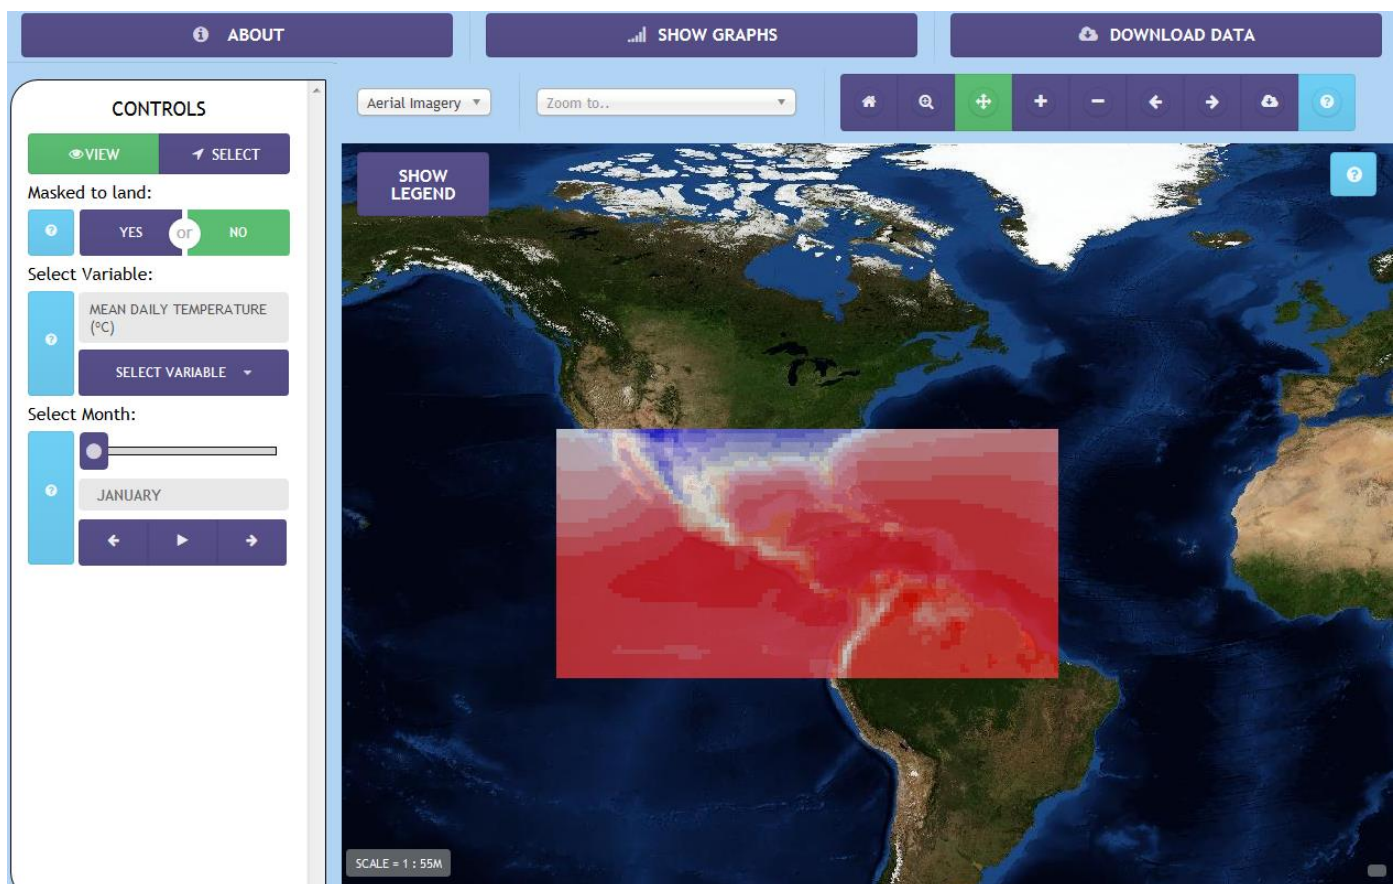 ABOUT
SHOW GRAPHS
DOWNLOAD DATA
CONTROLS
VIEW
SELECT
Masked to land:
YES
or
NO
Select Variable:
MEAN DAILY TEMPERATURE
(ºC)
SELECT VARIABLE
Select Month:
JANUARY
Aerial Imagery
Zoom to..
SHOW
LEGEND
SCALE = 1 : 55M